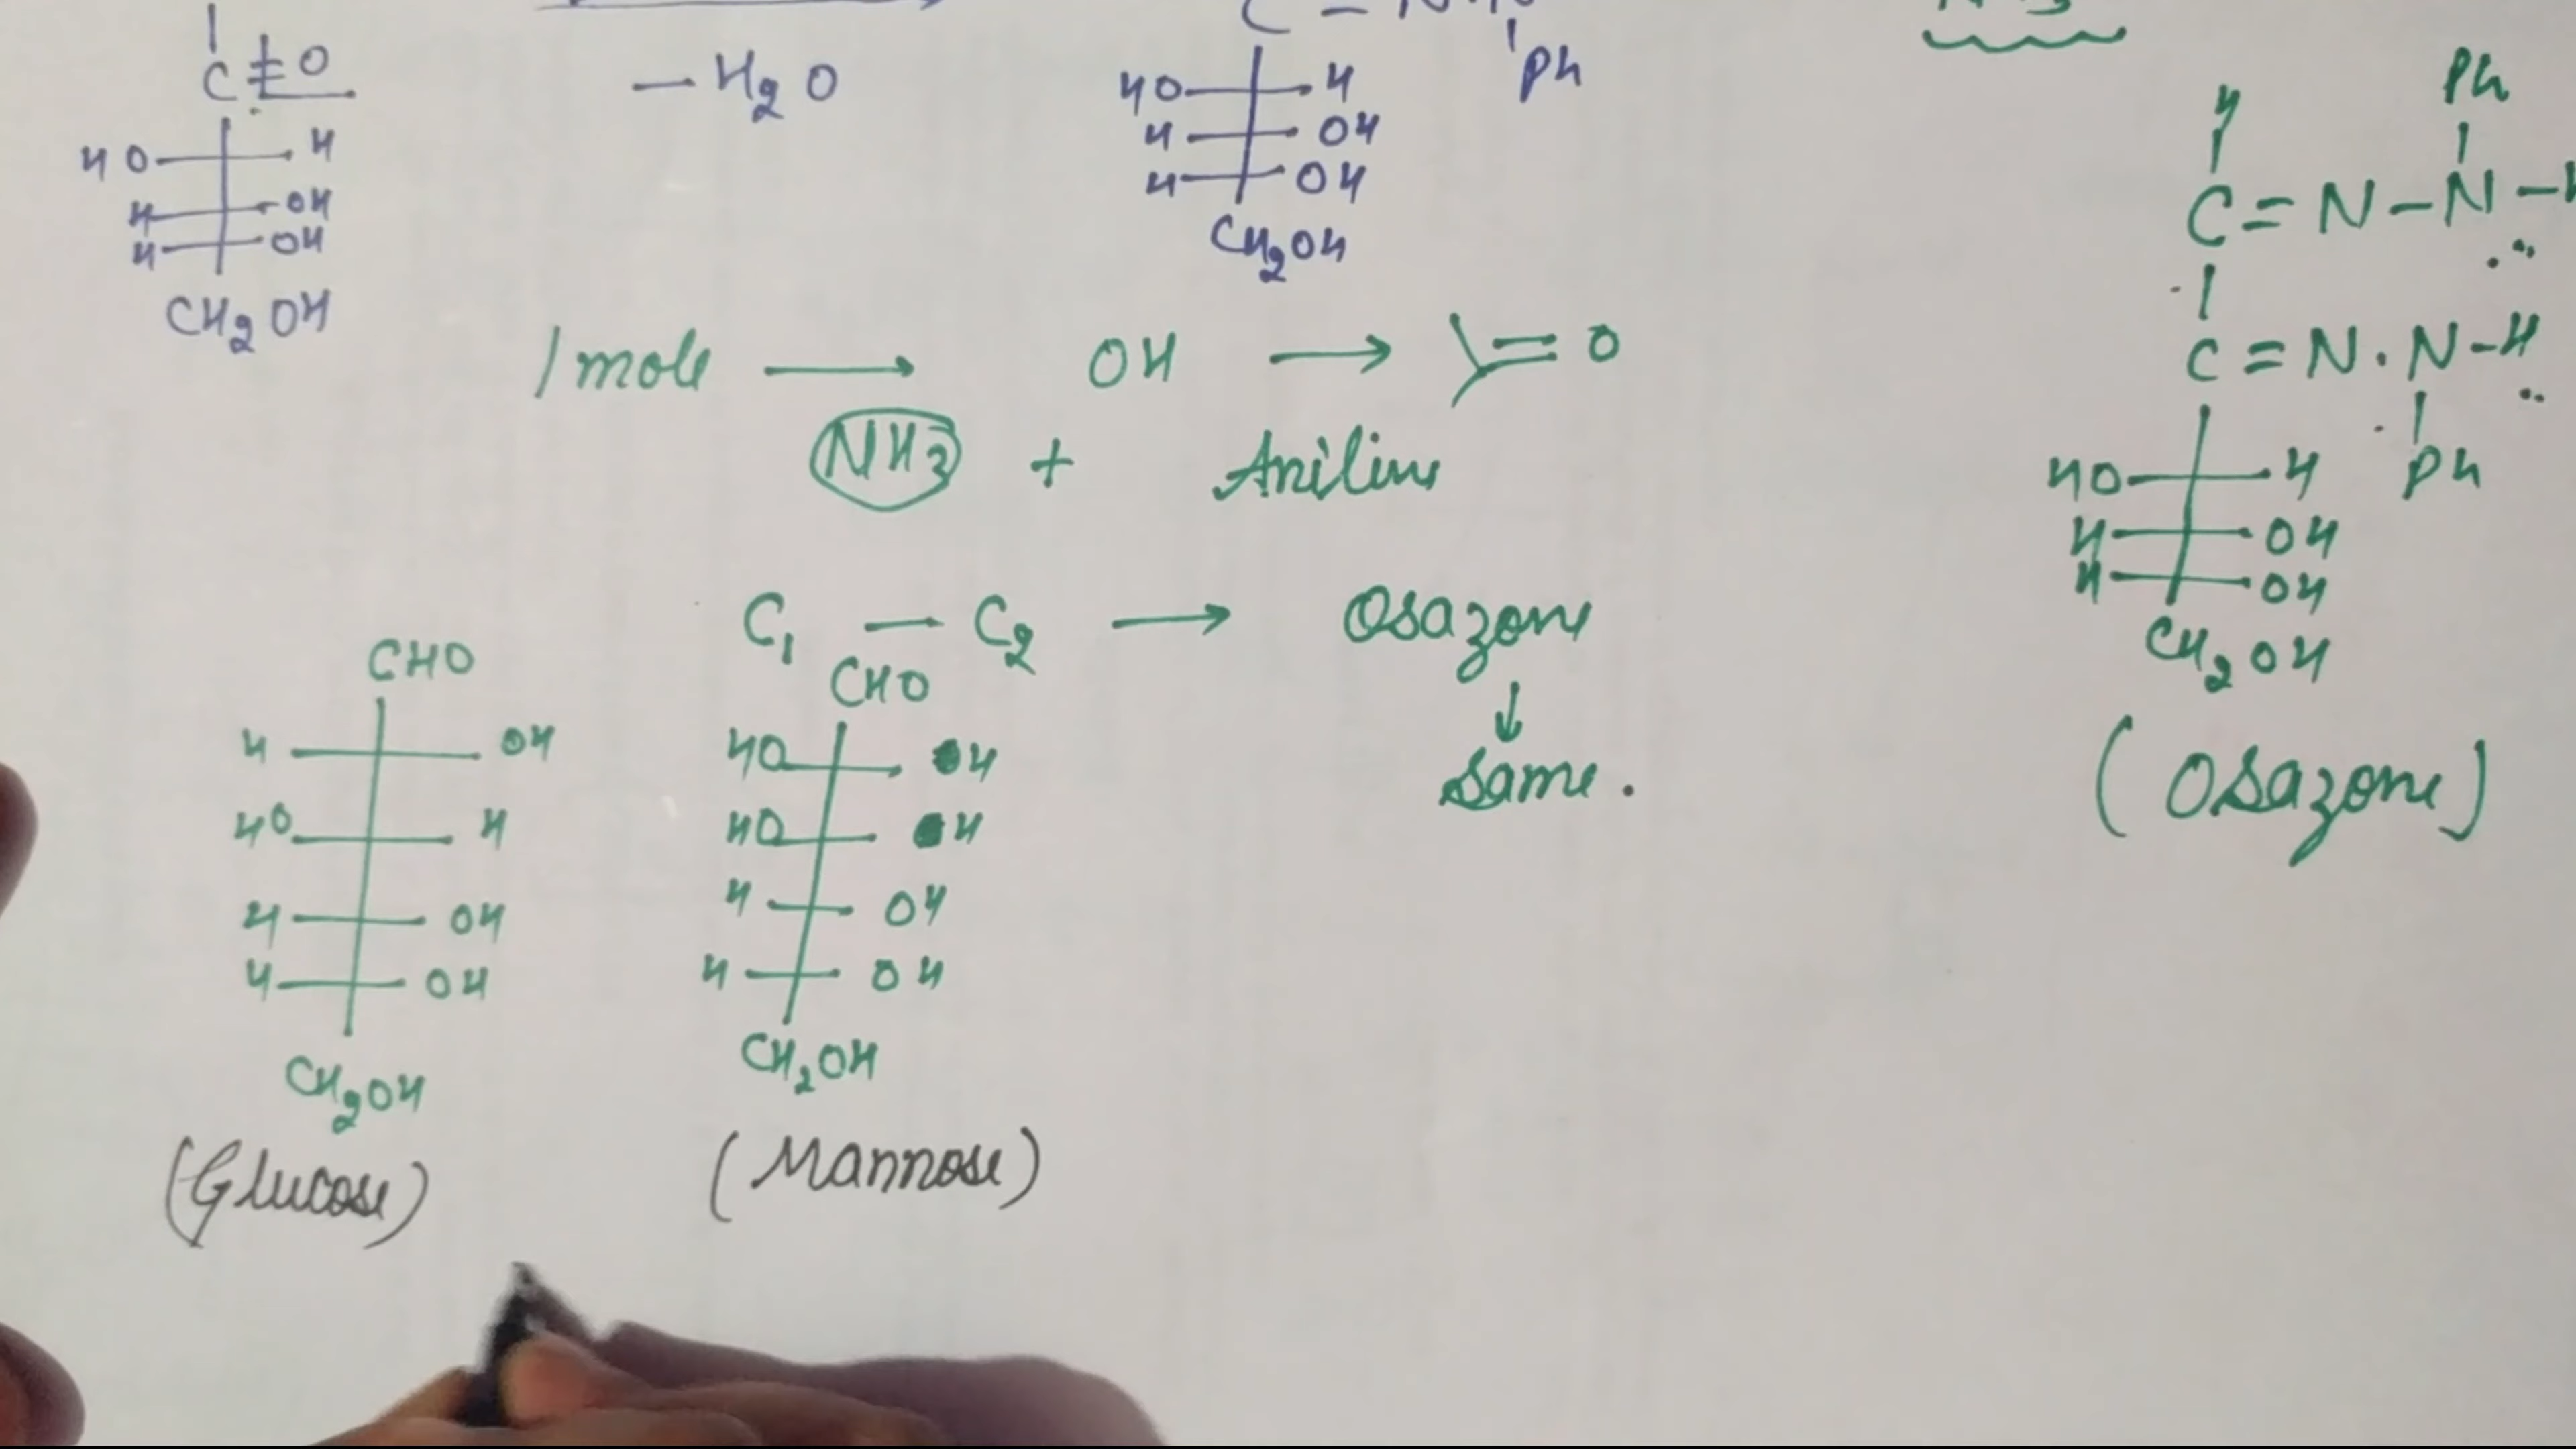 C = O
HO H
H OH
H OH
CH2OH
- H2O
Ph
HO H
H OH
H OH
CH2OH
1 mole → OH → = O
NH3 + Aniline
C1 - C2 → Osazone
↓
Same.
CHO
H OH
HO H
H OH
H OH
CH2OH
(Glucose)
CHO
HO H
HO H
H OH
H OH
CH2OH
(Mannose)
H Ph
C = N - N -
C = N · N - H
Ph
HO H
H OH
H OH
CH2OH
(Osazone)